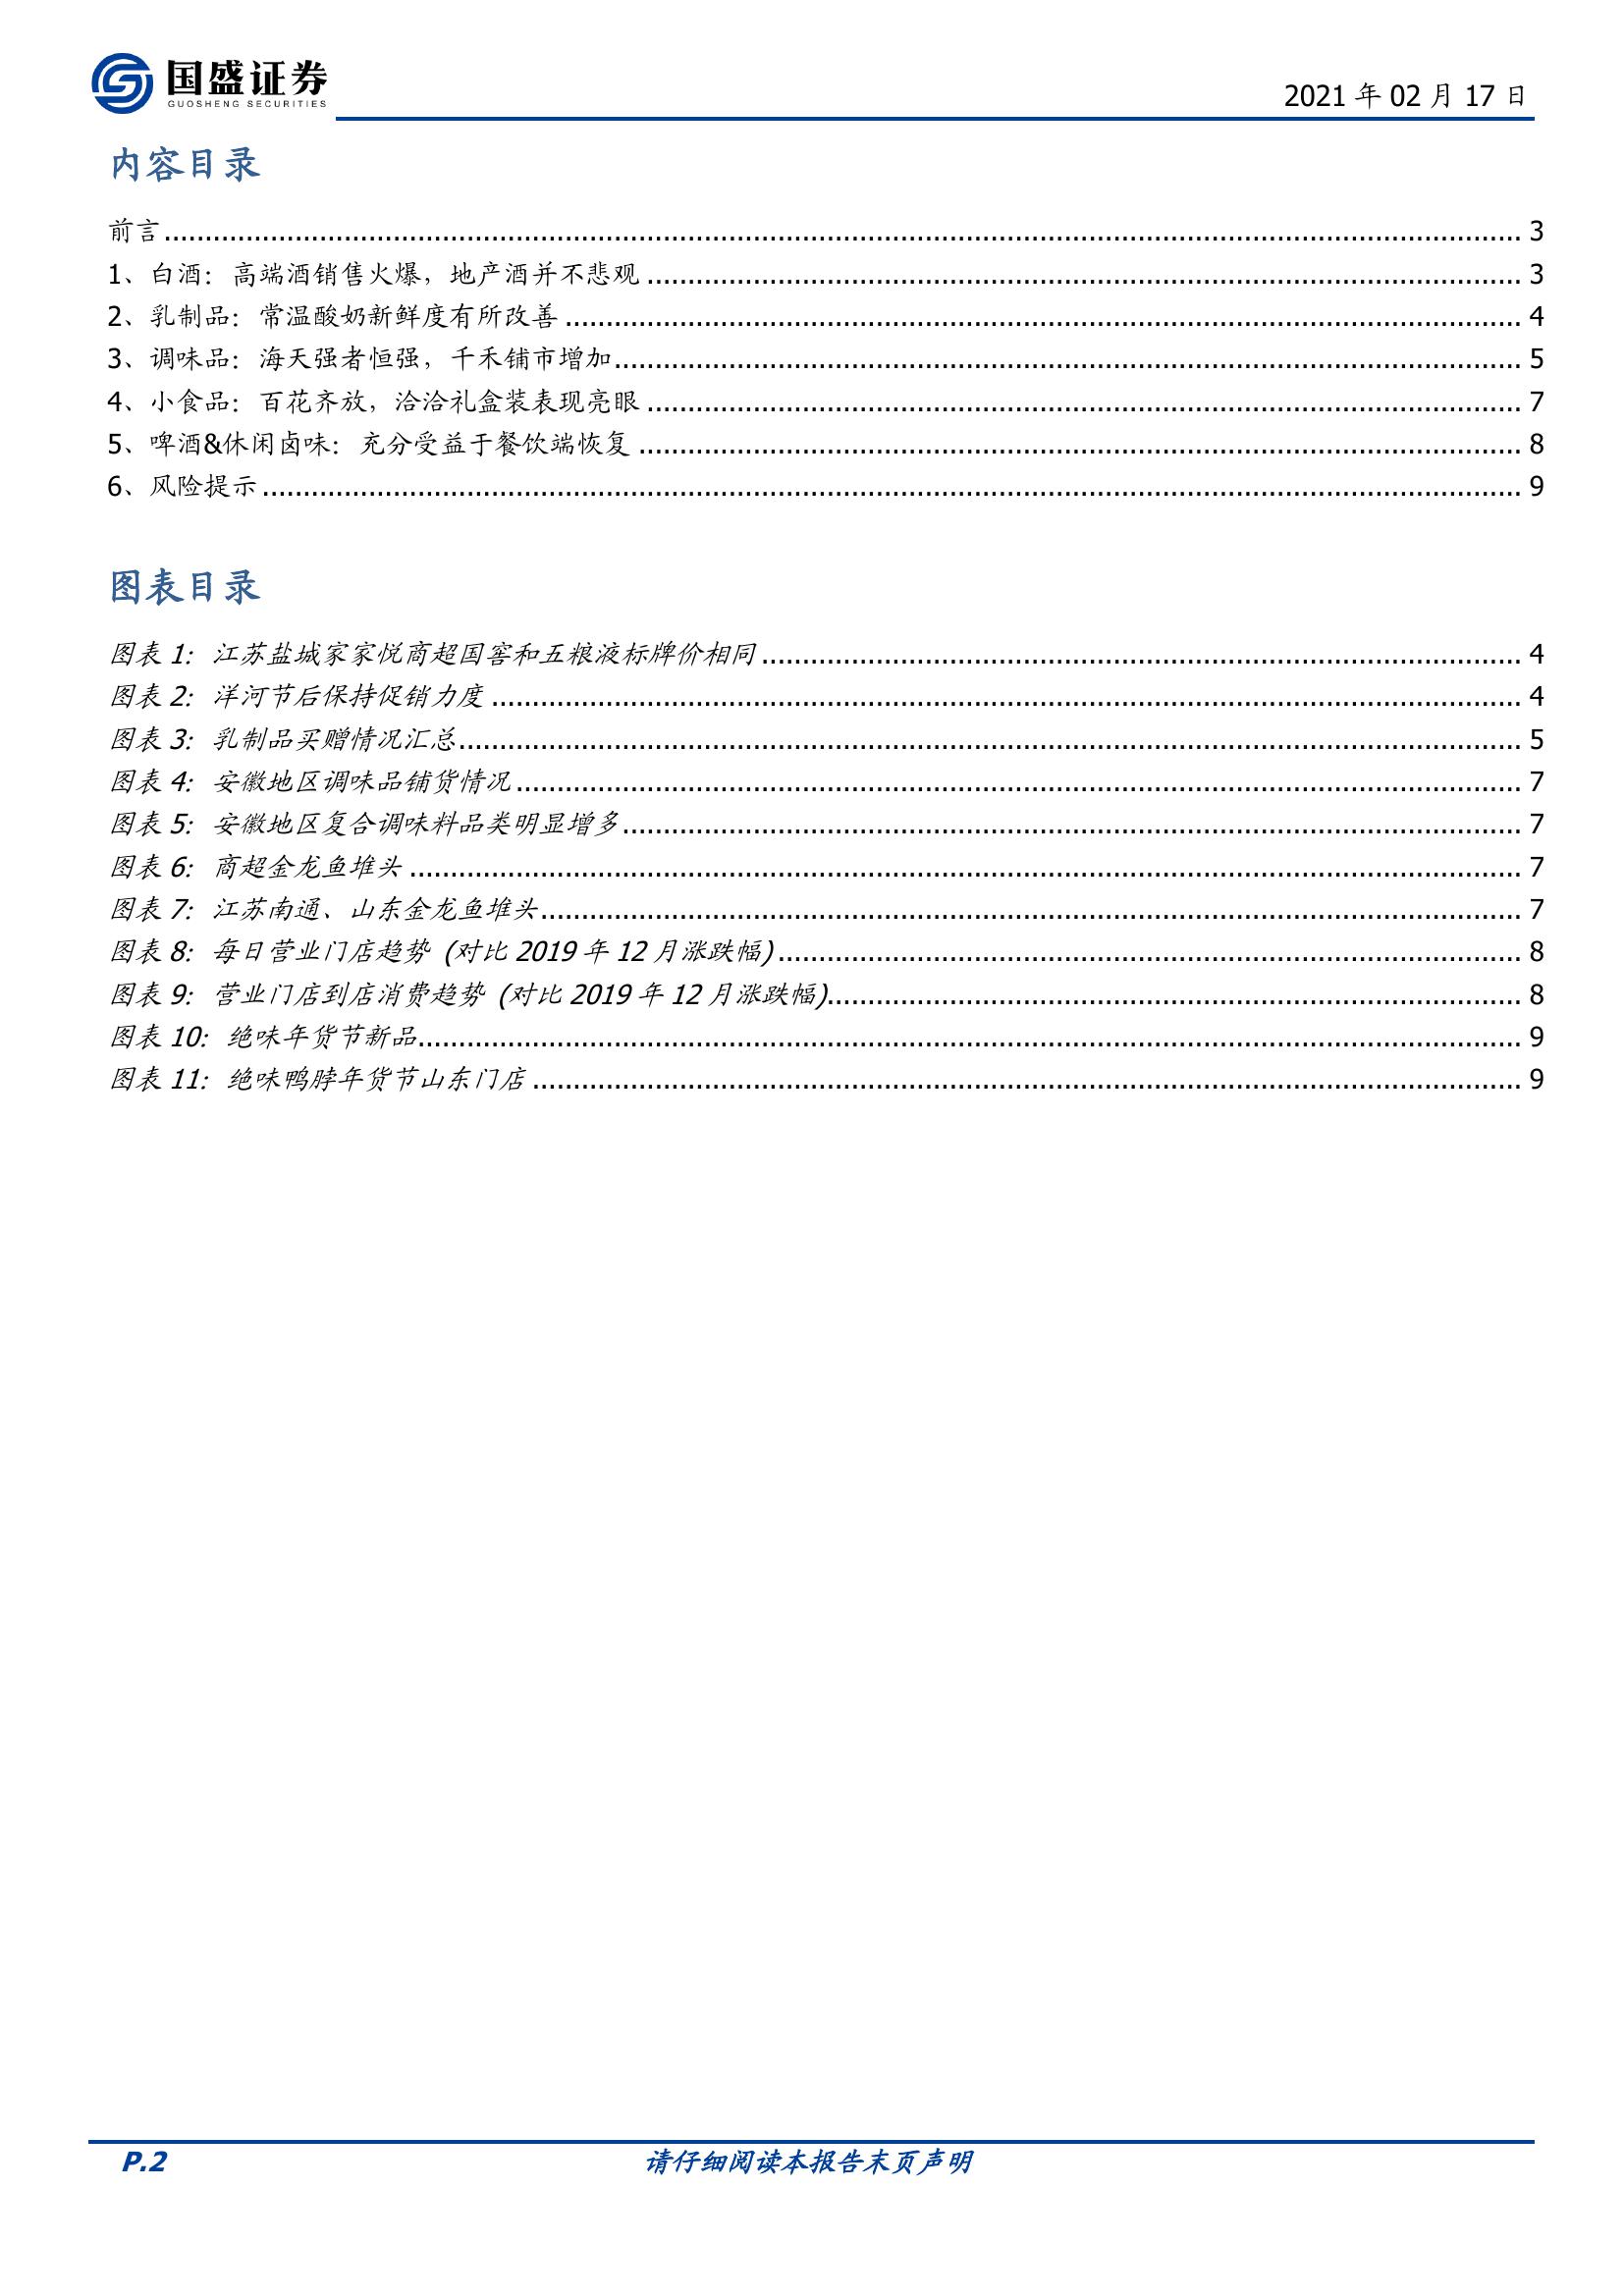 国盛证券
GUOSHENG SECURITIES
2021 年 02 月 17 日
内容目录
前言 ........ 3
1、白酒：高端酒销售火爆，地产酒并不悲观 ........ 3
2、乳制品：常温酸奶新鲜度有所改善 ........ 4
3、调味品：海天强者恒强，千禾铺市增加 ........ 5
4、小食品：百花齐放，洽洽礼盒装表现亮眼 ........ 7
5、啤酒&休闲卤味：充分受益于餐饮端恢复 ........ 8
6、风险提示 ........ 9
图表目录
图表 1：江苏盐城家家悦商超国窖和五粮液标牌价相同 ........ 4
图表 2：洋河节后保持促销力度 ........ 4
图表 3：乳制品买赠情况汇总 ........ 5
图表 4：安徽地区调味品铺货情况 ........ 7
图表 5：安徽地区复合调味料品类明显增多 ........ 7
图表 6：商超金龙鱼堆头 ........ 7
图表 7：江苏南通、山东金龙鱼堆头 ........ 7
图表 8：每日营业门店趋势 (对比 2019 年 12 月涨跌幅) ........ 8
图表 9：营业门店到店消费趋势 (对比 2019 年 12 月涨跌幅) ........ 8
图表 10：绝味年货节新品 ........ 9
图表 11：绝味鸭脖年货节山东门店 ........ 9
P.2 请仔细阅读本报告末页声明